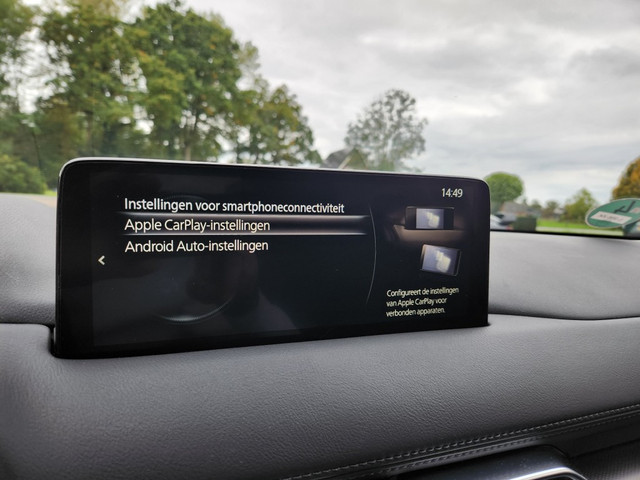 14:49
Instellingen voor smartphoneconnectiviteit
Apple CarPlay-instellingen
Android Auto-instellingen
Configureert de instellingen
van Apple CarPlay voor
verbonden apparaten.